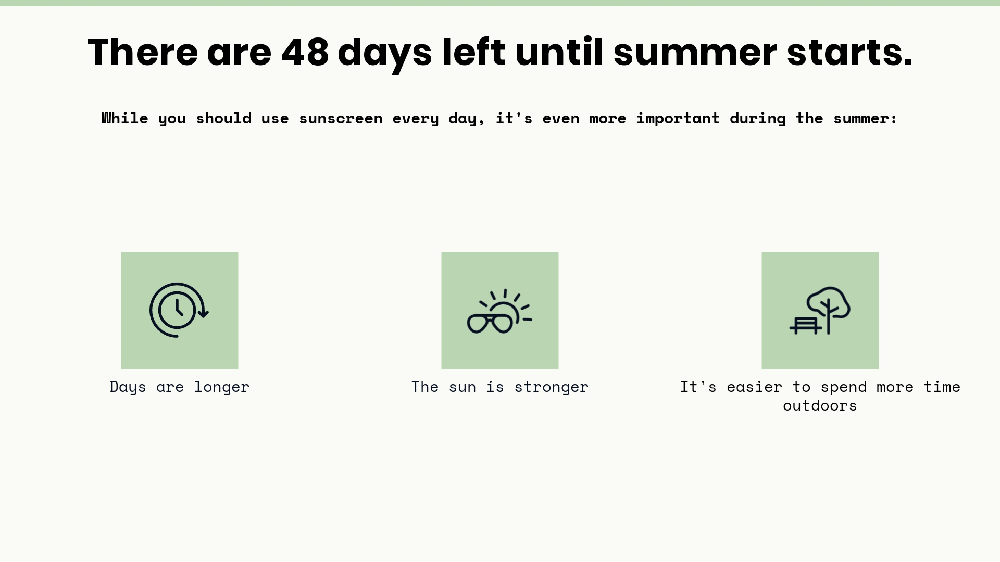 There are 48 days left until summer starts.
While you should use sunscreen every day, it's even more important during the summer:
Days are longer
The sun is stronger
It's easier to spend more time
outdoors